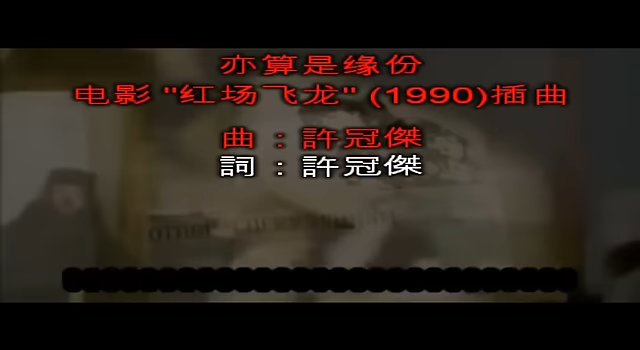 亦算是缘份
电影 "红场飞龙" (1990)插曲
曲 : 許冠傑
詞 : 許冠傑